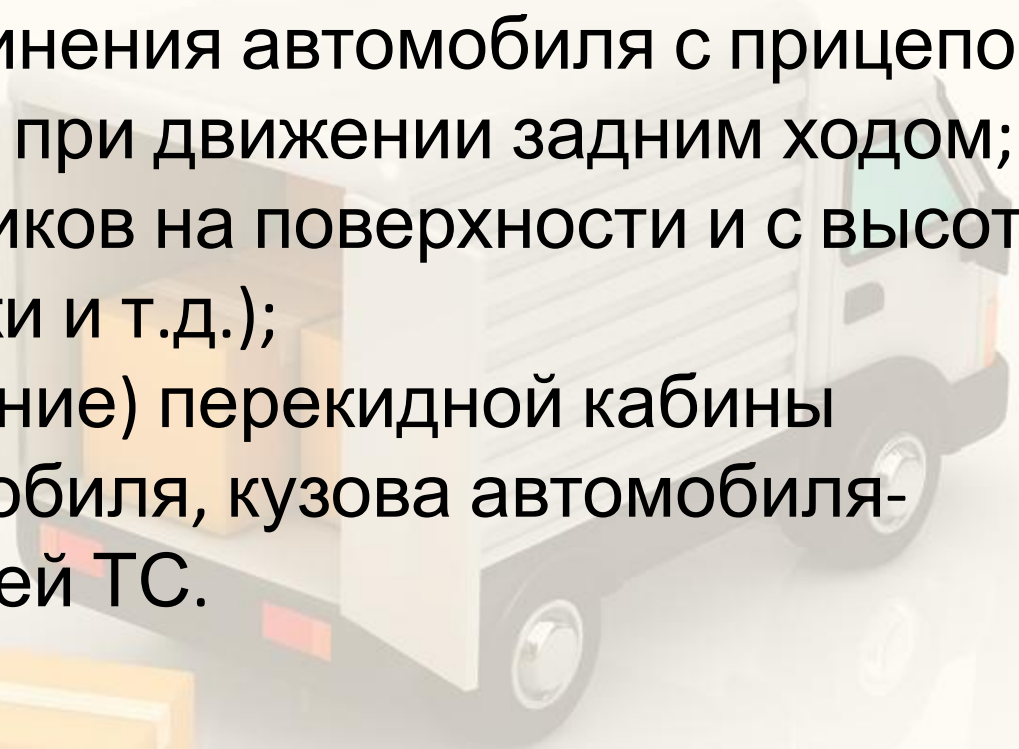 инения автомобиля с прицепо
при движении задним ходом;
иков на поверхности и с высот
ки и т.д.);
ние) перекидной кабины
обиля, кузова автомобиля-
ей ТС.